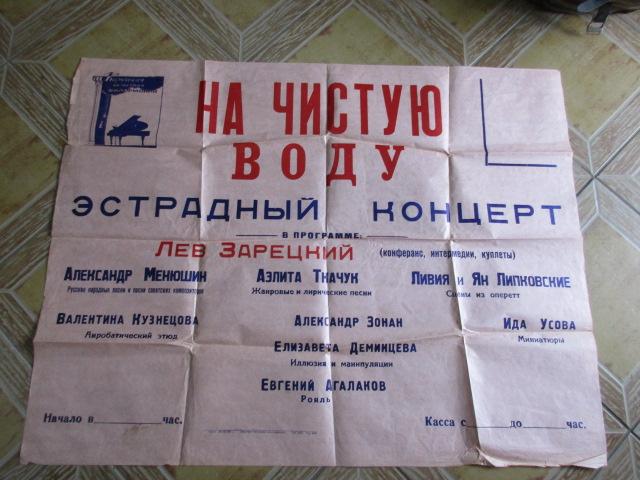 НА ЧИСТУЮ
ВОДУ
ЭСТРАДНЫЙ КОНЦЕРТ
В ПРОГРАММЕ:
ЛЕВ ЗАРЕЦКИЙ (конферанс, интермедии, куплеты)
АЛЕКСАНДР МЕНЮШИН АЭЛИТА ТКАЧУК ЛИВИЯ И ЯН ЛИПКОВСКИЕ
Русские народные песни и песни советских композиторов Жанровые и лирические песни Сцены из оперетт
ВАЛЕНТИНА КУЗНЕЦОВА АЛЕКСАНДР ЗОНАН ИДА УСОВА
Акробатический этюд Миниатюры
ЕЛИЗАВЕТА ДЕМИНЦЕВА
Иллюзия и манипуляции
ЕВГЕНИЙ АГАЛАКОВ
Рояль
Начало в час. Касса с до час.